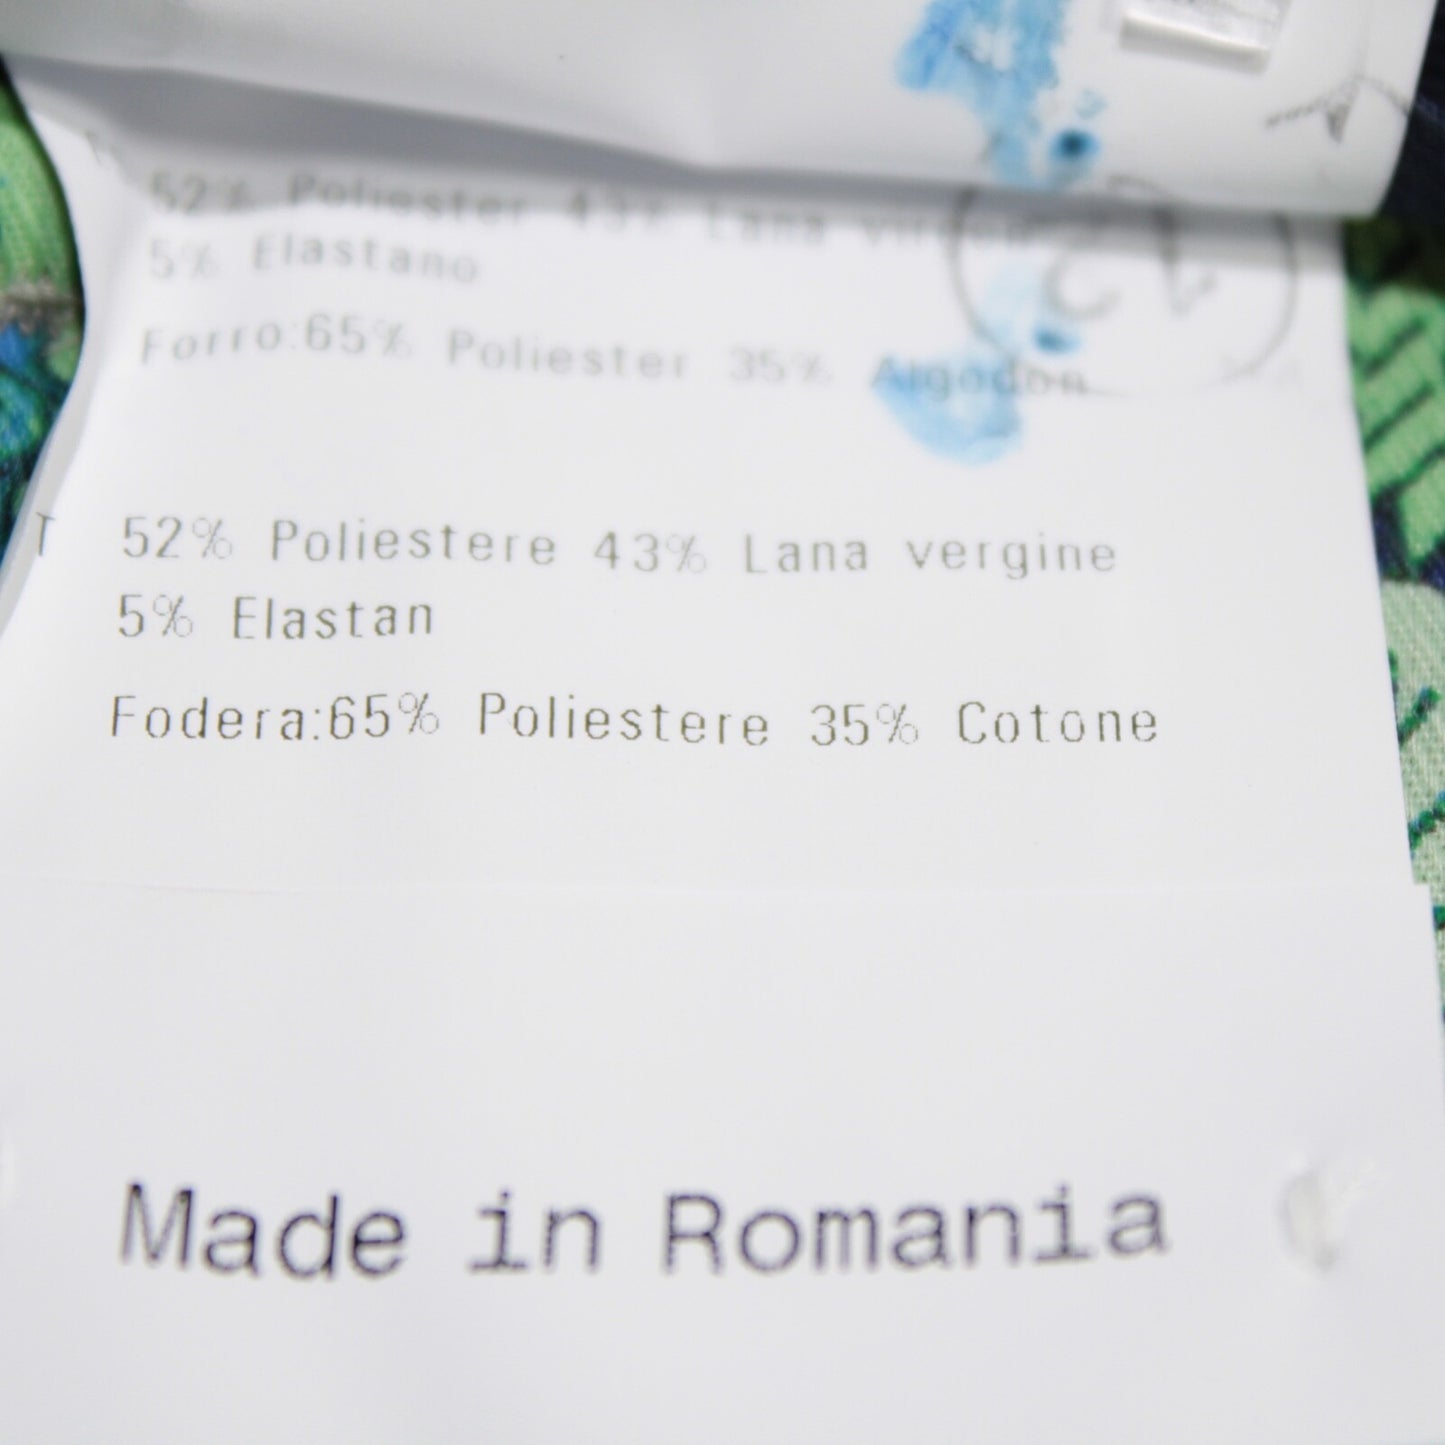 52% Poliester 43% Lana virgen
5% Elastano
Forro:65% Poliester 35% Algodon
12
T 52% Poliestere 43% Lana vergine
5% Elastan
Fodera:65% Poliestere 35% Cotone
Made in Romania